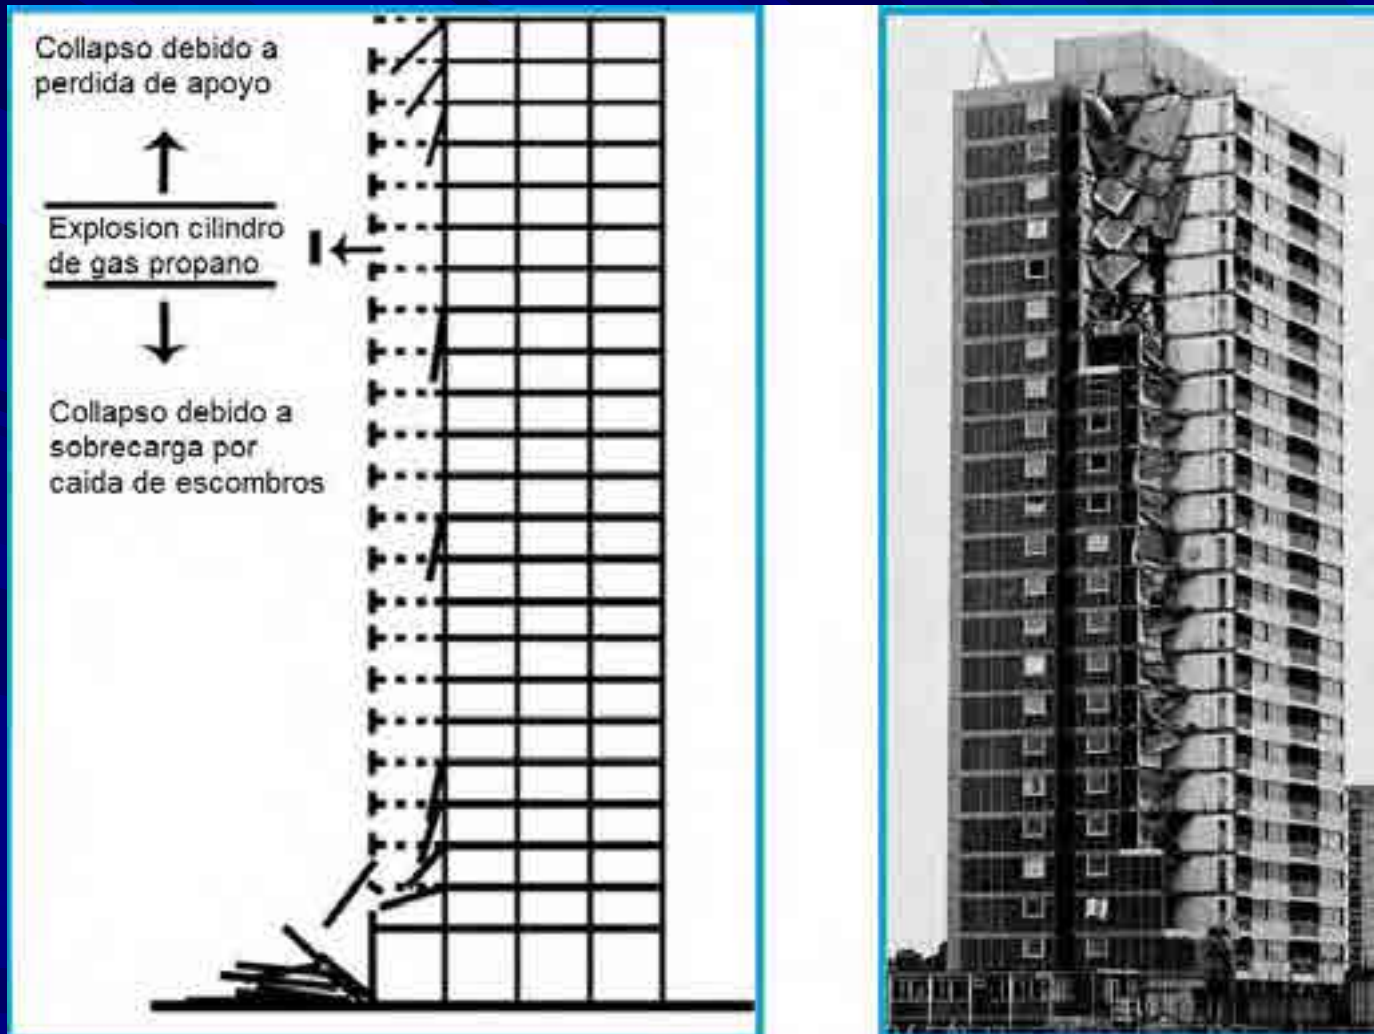 Collapso debido a
perdida de apoyo
Explosion cilindro
de gas propano
Collapso debido a
sobrecarga por
caida de escombros